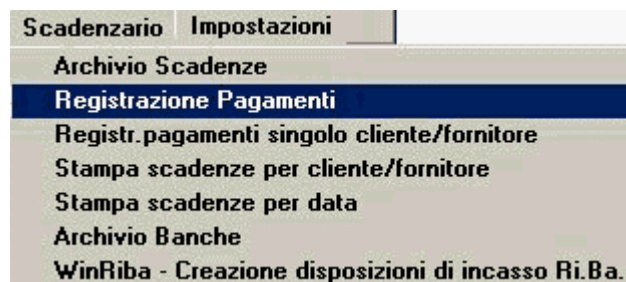 Scadenzario Impostazioni
Archivio Scadenze
Registrazione Pagamenti
Registr.pagamenti singolo cliente/fornitore
Stampa scadenze per cliente/fornitore
Stampa scadenze per data
Archivio Banche
WinRiba - Creazione disposizioni di incasso Ri.Ba.